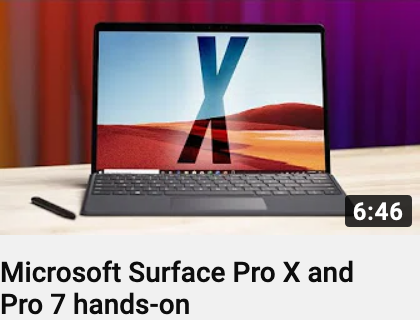 X
6:46
Microsoft Surface Pro X and
Pro 7 hands-on